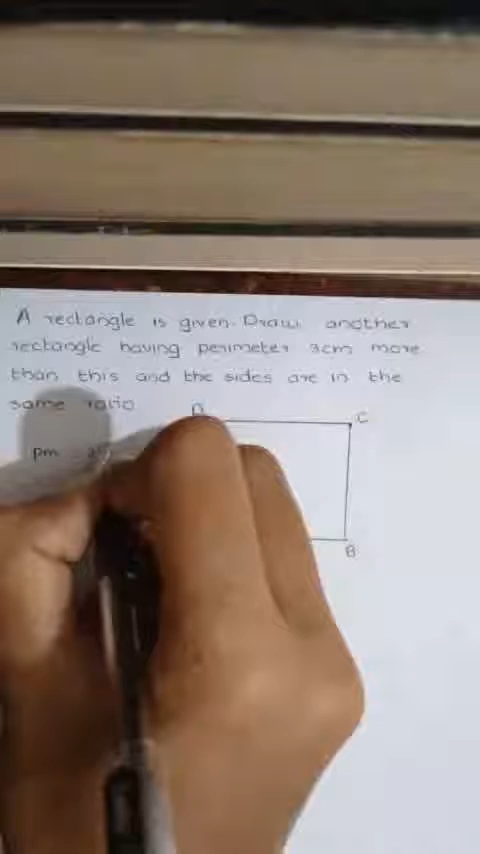 A rectangle is given. Draw another
rectangle having perimeter 3cm more
than this and the sides are in the
same ratio
D
C
pm
B